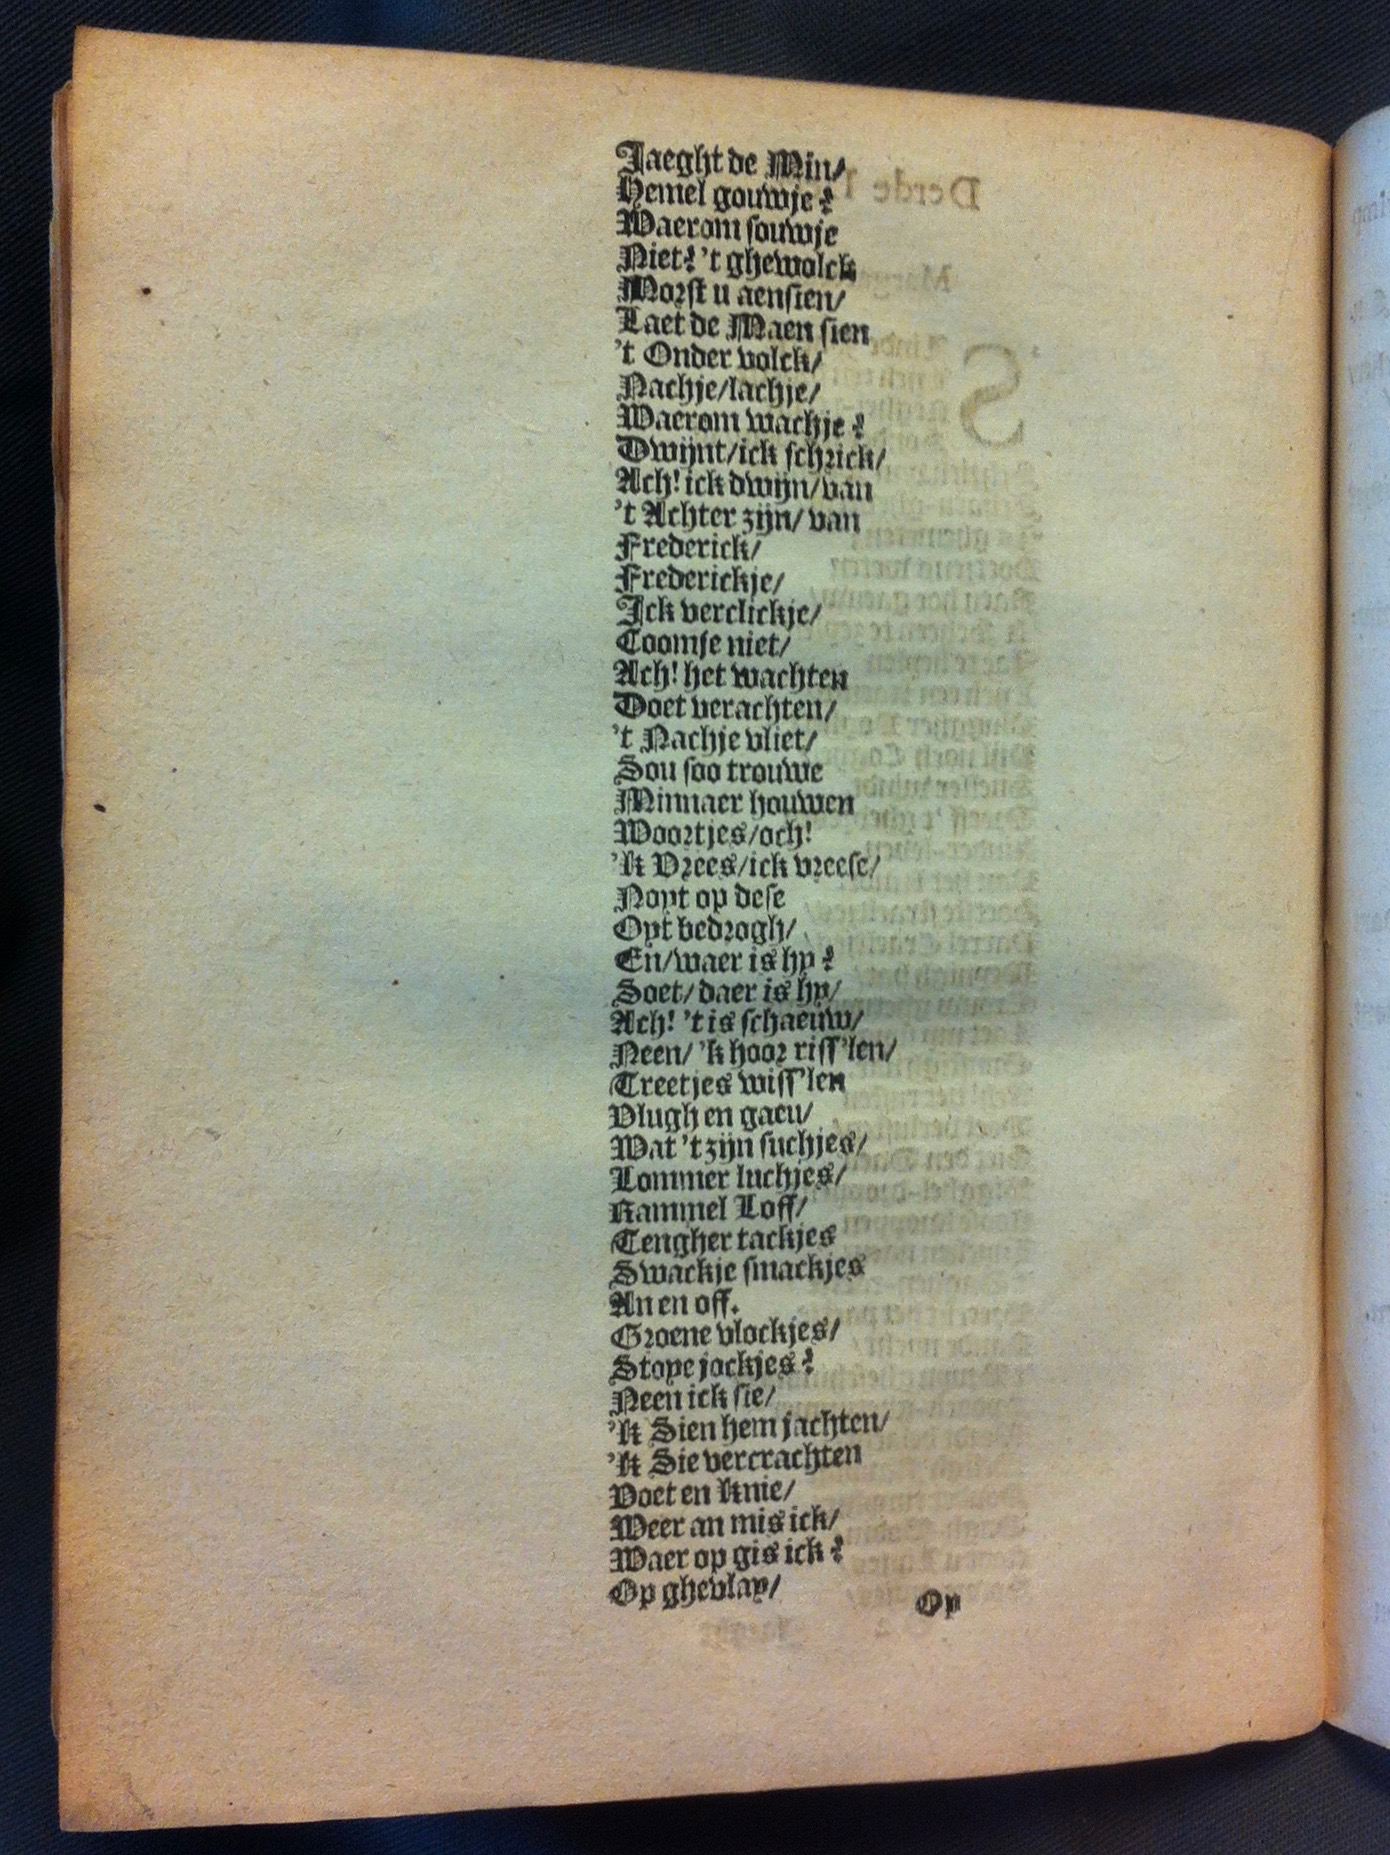 Jaeght de Min/
Hemel gouwje?
Waerom souwje
Niet? 't ghewolck
Morst u aensien/
Laet de Maen sien
't Onder volck/
Nachje/lachje/
Waerom wachje?
Dwijnt/ick schrick/
Ach! ick dwijn/van
't Achter zijn/van
Frederick/
Frederickje/
Ick verclickje/
Coomje niet/
Ach! het wachten
Doet verachten/
't Nachje vliet/
Sou soo trouwe
Minnaer houwen
Woortjes/och!
'k Vrees/ick vreese/
Noyt op dese
Oyt bedrogh/
En/waer is hy?
Soet/daer is hy/
Ach! 't is schaeuw/
Neen/'k hoor riss'len/
Treetjes wiss'len
Vlugh en gaeu/
Wat 't zijn suchjes/
Lommer luchjes/
Rammel Loff/
Tengher tackjes
Swackje smackjes
An en off.
Groene vlockjes/
Stoye jockjes?
Neen ick sie/
'k Sien hem jachten/
'k Sie vercrachten
Voet en knie/
Weer an mis ick/
Waer op gis ick?
Op ghevlay/
Op